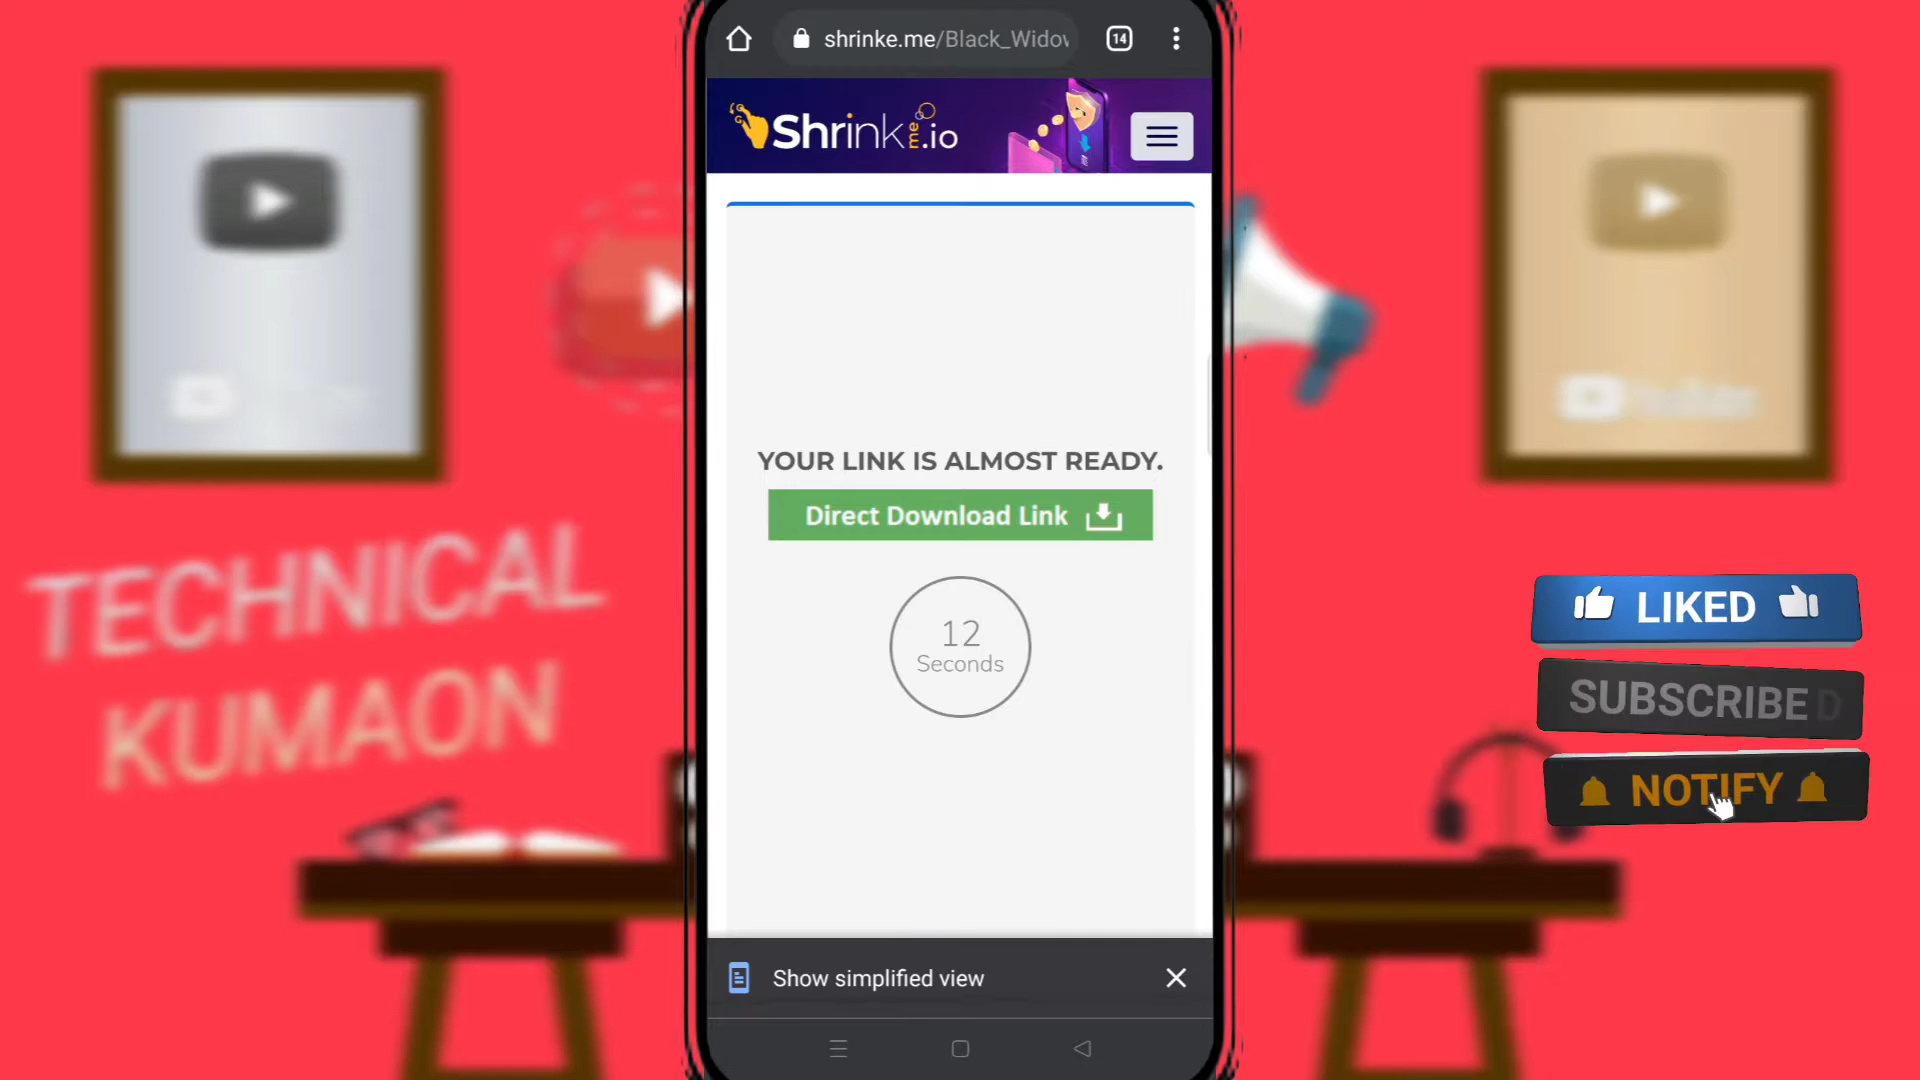 shrinke.me/Black_Widov
14
Shrink me .io
YOUR LINK IS ALMOST READY.
Direct Download Link
12
Seconds
TECHNICAL
KUMAON
LIKED
SUBSCRIBE D
NOTIFY
Show simplified view